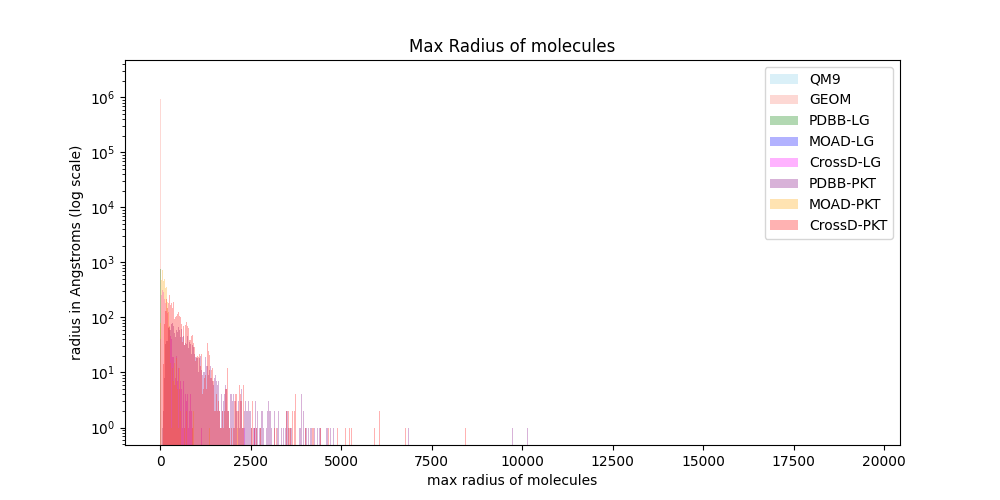 Max Radius of molecules
radius in Angstroms (log scale)
10^6
10^5
10^4
10^3
10^2
10^1
10^0
QM9
GEOM
PDBB-LG
MOAD-LG
CrossD-LG
PDBB-PKT
MOAD-PKT
CrossD-PKT
0 2500 5000 7500 10000 12500 15000 17500 20000
max radius of molecules